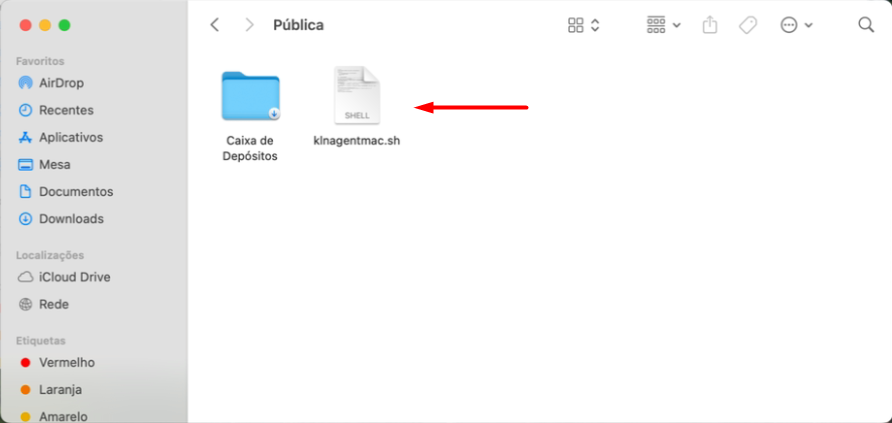 Pública
Favoritos
AirDrop
Recentes
Aplicativos
Mesa
Documentos
Downloads
Localizações
iCloud Drive
Rede
Etiquetas
Vermelho
Laranja
Amarelo
SHELL
Caixa de
Depósitos
klnagentmac.sh